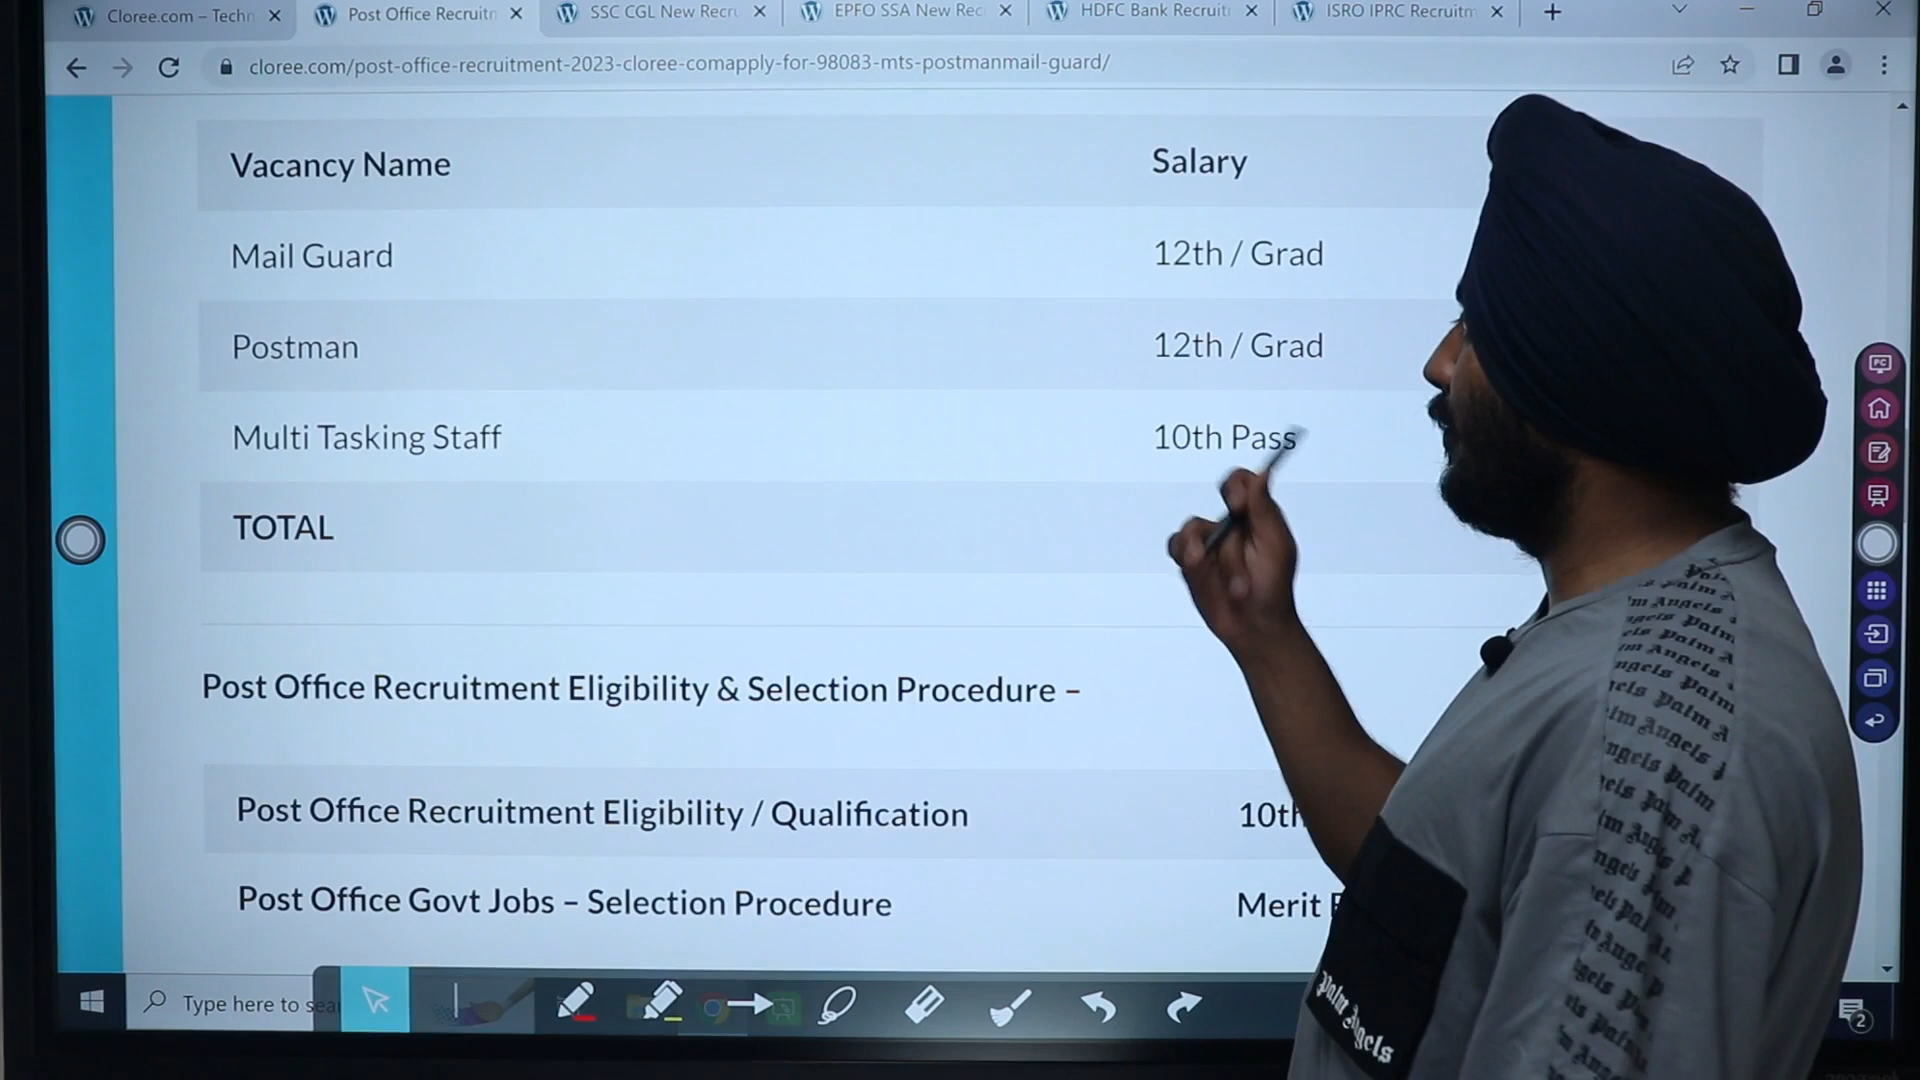 Cloree.com – Techn
Post Office Recruitn
SSC CGL New Recru
EPFO SSA New Rec
HDFC Bank Recruit
ISRO IPRC Recruitm
cloree.com/post-office-recruitment-2023-cloree-comapply-for-98083-mts-postmanmail-guard/
Vacancy Name Salary
Mail Guard 12th / Grad
Postman 12th / Grad
Multi Tasking Staff 10th Pass
TOTAL
Post Office Recruitment Eligibility & Selection Procedure –
Post Office Recruitment Eligibility / Qualification 10th
Post Office Govt Jobs – Selection Procedure Merit
Type here to sea
PC
2
Palm Angels